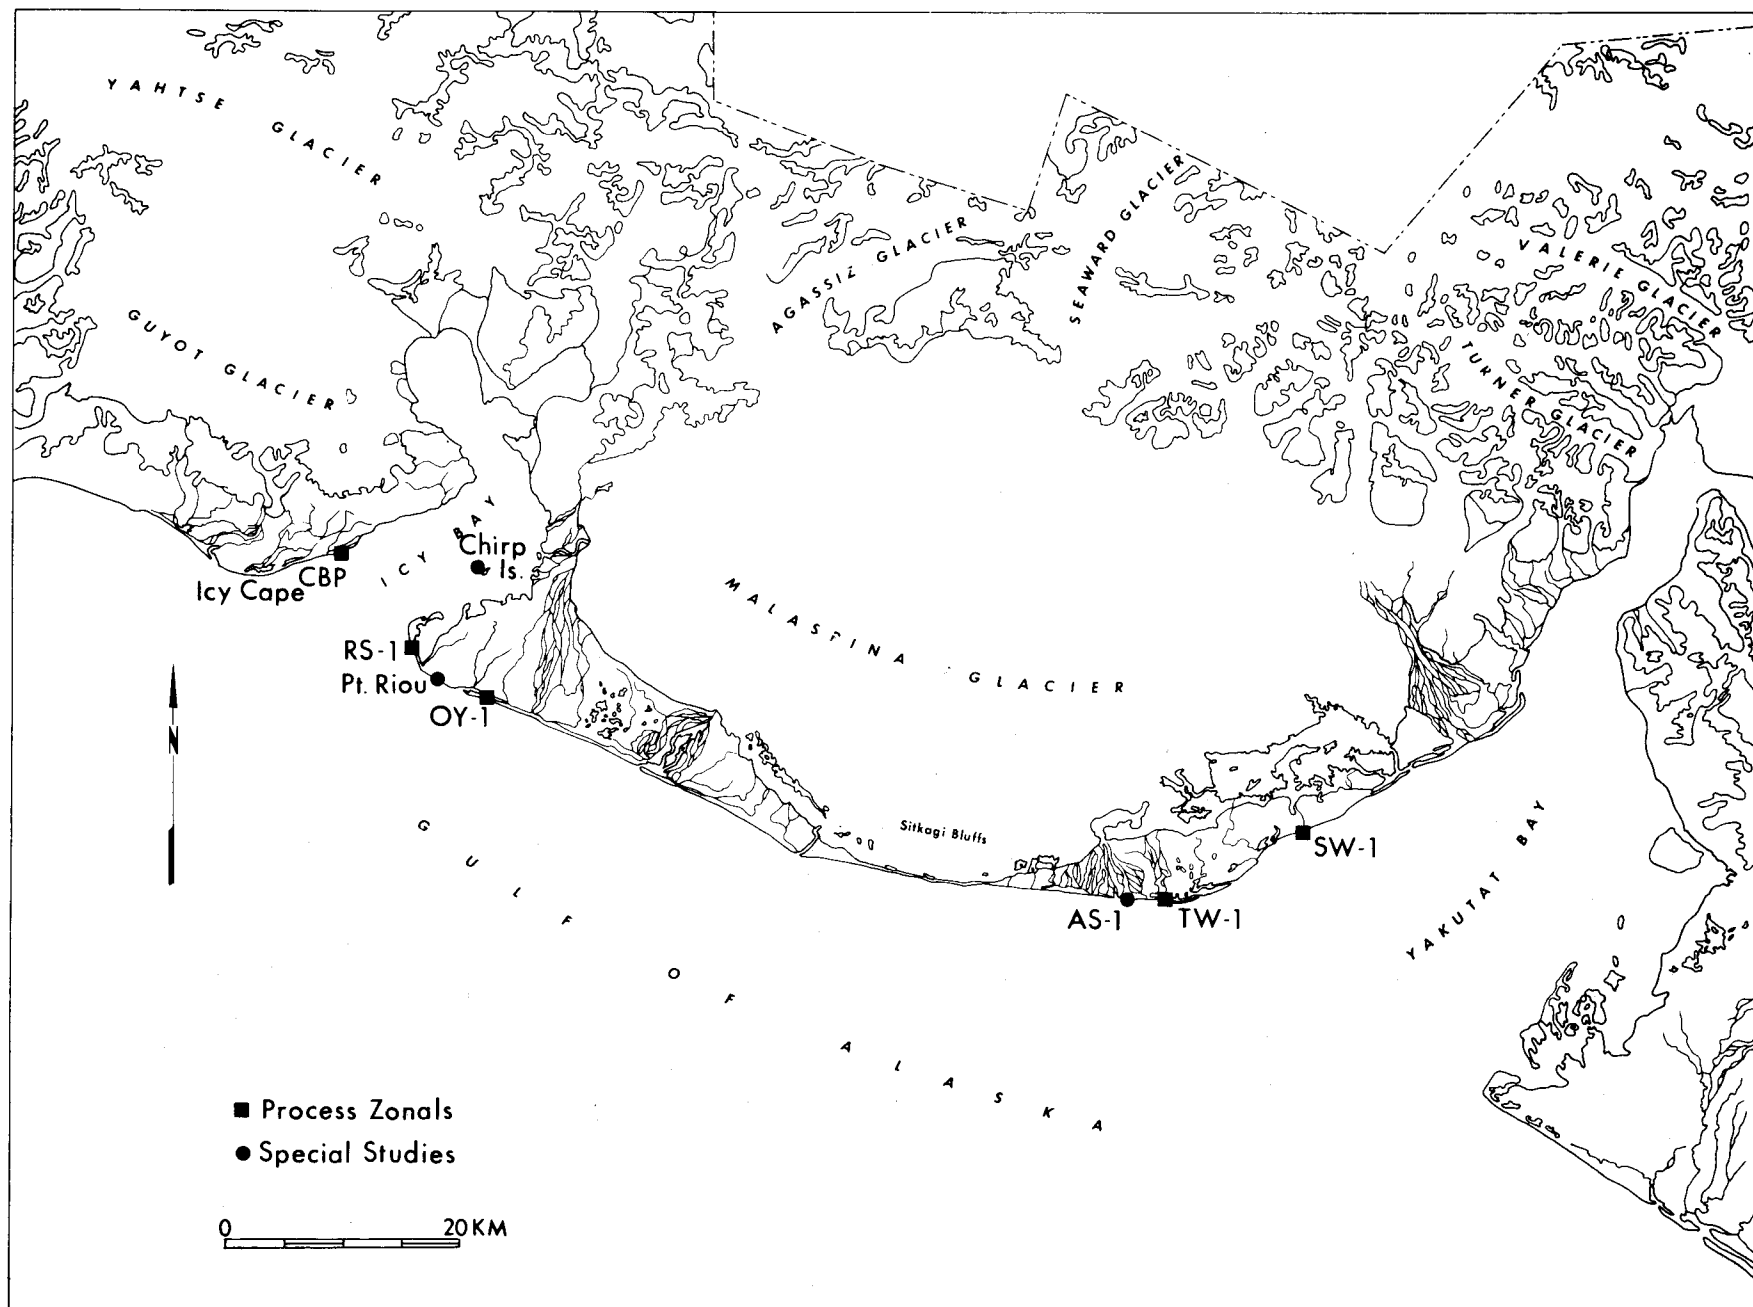 YAHTSE GLACIER
GUYOT GLACIER
AGASSIZ GLACIER
SEAWARD GLACIER
VALERIE GLACIER
TURNER GLACIER
ICY BAY
Chirp
Is.
CBP
Icy Cape
RS-1
Pt. Riou
OY-1
MALASPINA GLACIER
N
Sitkagi Bluffs
SW-1
AS-1
TW-1
YAKUTAT BAY
GULF OF ALASKA
Process Zonals
Special Studies
0 20 KM